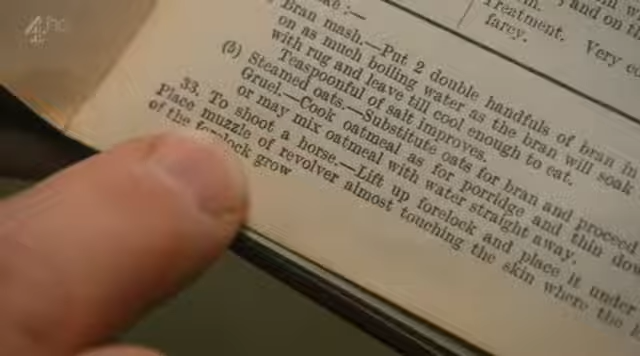 4 HD
:—
Bran mash.—Put 2 double handfuls of bran in
on as much boiling water as the bran will soak
with rug and leave till cool enough to eat.
Teaspoonful of salt improves.
(b) Steamed oats.—Substitute oats for bran and proceed
Gruel.—Cook oatmeal as for porridge and thin
or may mix oatmeal with water straight away.
33. To shoot a horse.—Lift up forelock and place it under
Place muzzle of revolver almost touching the skin where the
of the forelock grow
Treatment. Very
farcy.
and on